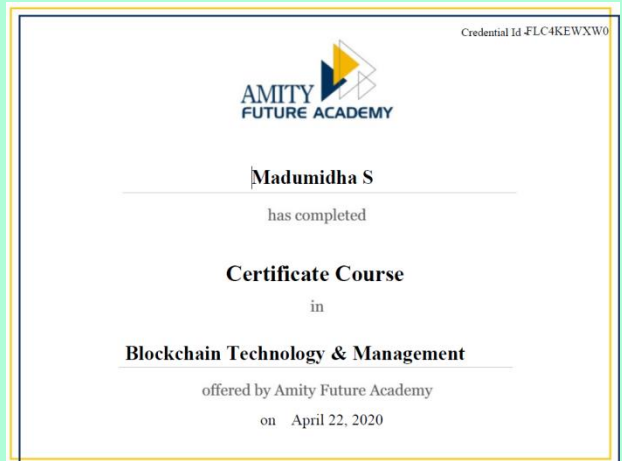 Credential Id -FLC4KEWXW0
AMITY
FUTURE ACADEMY
Madumidha S
has completed
Certificate Course
in
Blockchain Technology & Management
offered by Amity Future Academy
on April 22, 2020